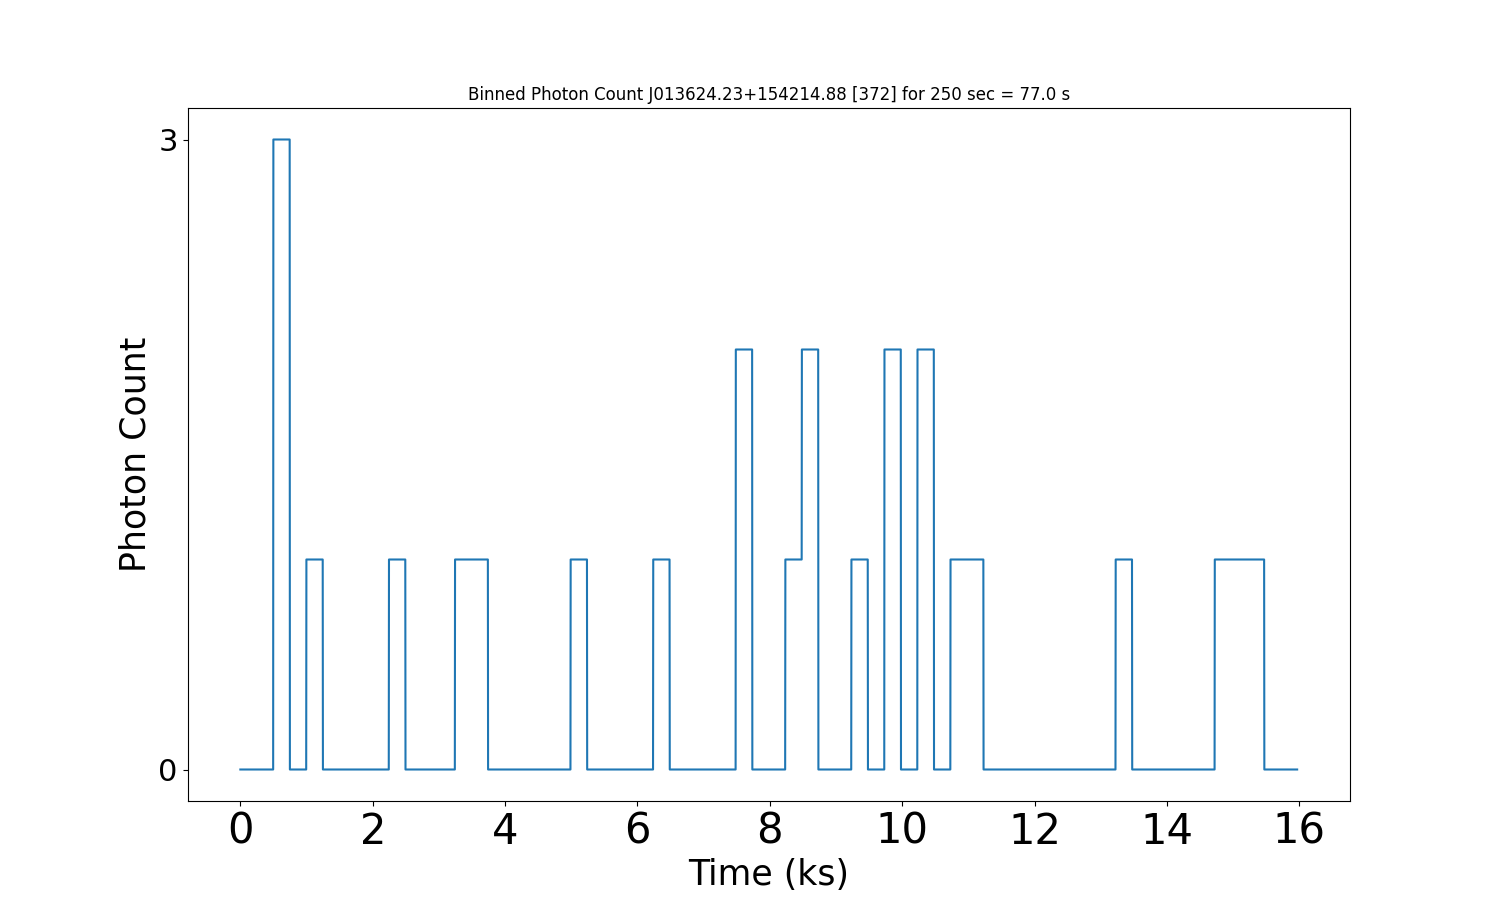 Binned Photon Count J013624.23+154214.88 [372] for 250 sec = 77.0 s
3
Photon Count
0
0 2 4 6 8 10 12 14 16
Time (ks)